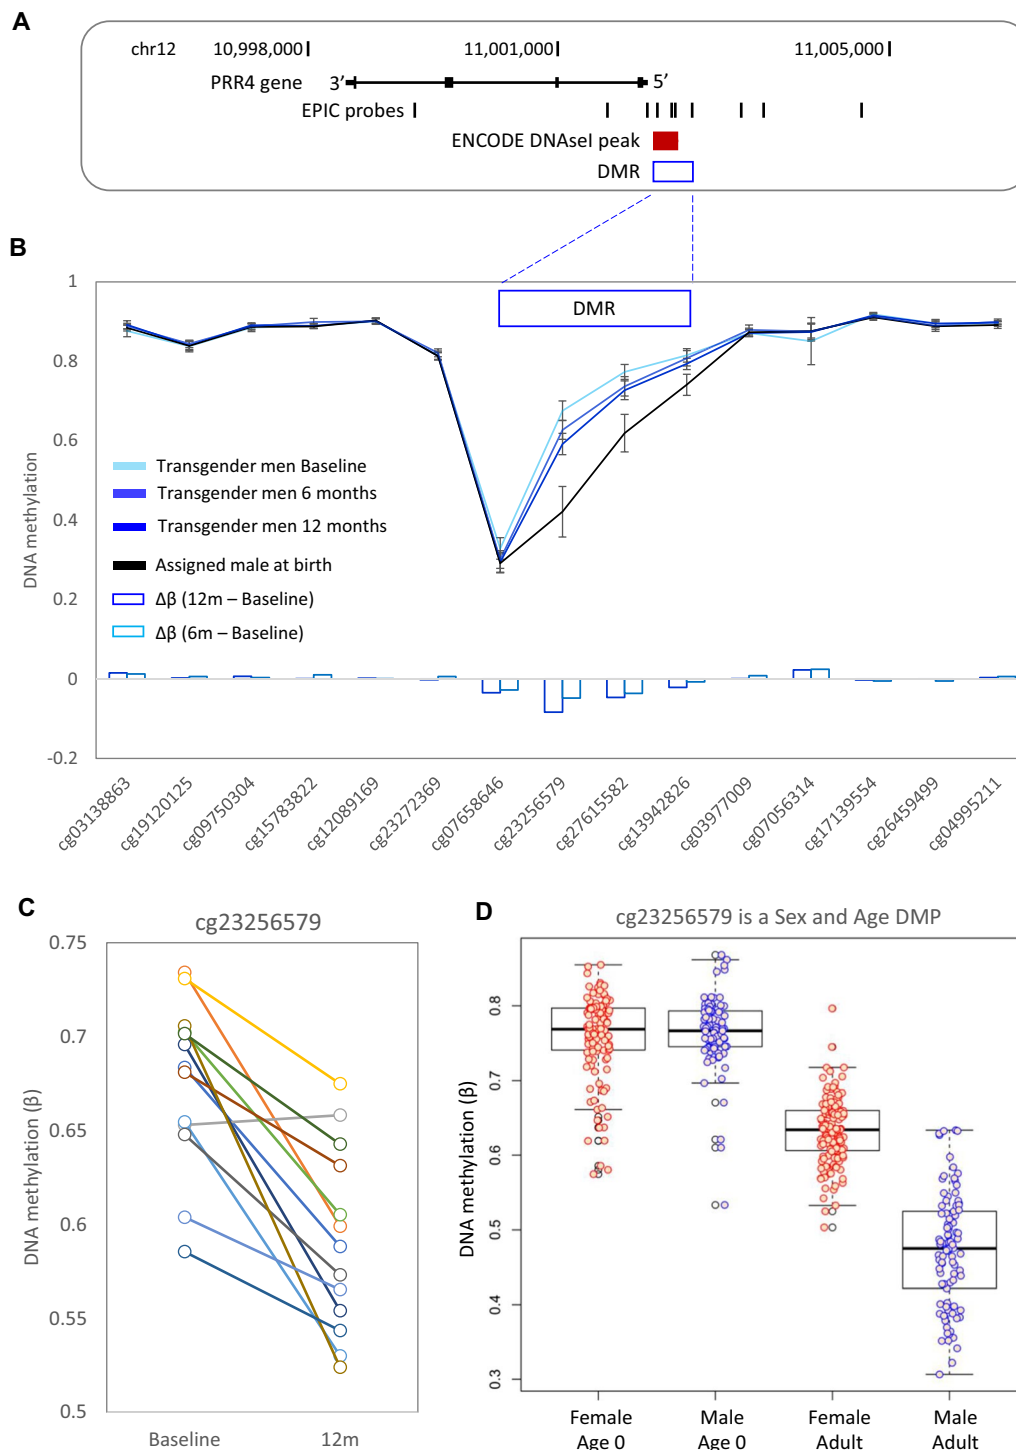 A
chr12 10,998,000 11,001,000 11,005,000
PRR4 gene 3’ 5’
EPIC probes
ENCODE DNAseI peak
DMR
B
DNA methylation
1
0.8
0.6
0.4
0.2
0
-0.2
DMR
Transgender men Baseline
Transgender men 6 months
Transgender men 12 months
Assigned male at birth
Δβ (12m – Baseline)
Δβ (6m – Baseline)
cg03138863
cg19120125
cg09750304
cg15783822
cg12089169
cg23272369
cg07658646
cg23256579
cg27615582
cg13942826
cg03977009
cg07056314
cg17139554
cg26459499
cg04995211
C
cg23256579
DNA methylation (β)
0.75
0.7
0.65
0.6
0.55
0.5
Baseline 12m
D
cg23256579 is a Sex and Age DMP
DNA methylation (β)
0.8
0.7
0.6
0.5
0.4
0.3
Female Age 0
Male Age 0
Female Adult
Male Adult